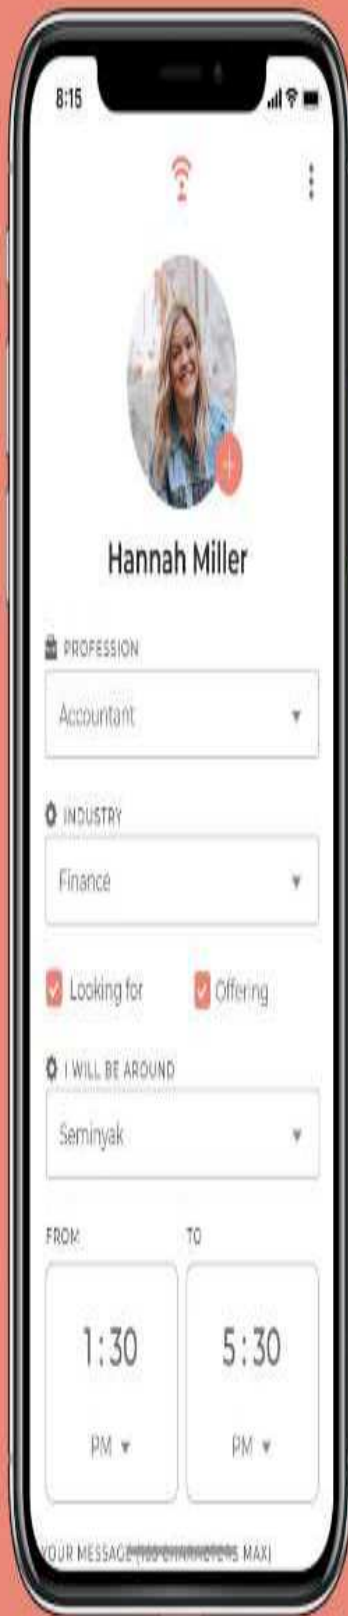 8:15
Hannah Miller
PROFESSION
Accountant
INDUSTRY
Finance
Looking for Offering
I WILL BE AROUND
Seminyak
FROM TO
1:30 5:30
PM PM
YOUR MESSAGE MAX)